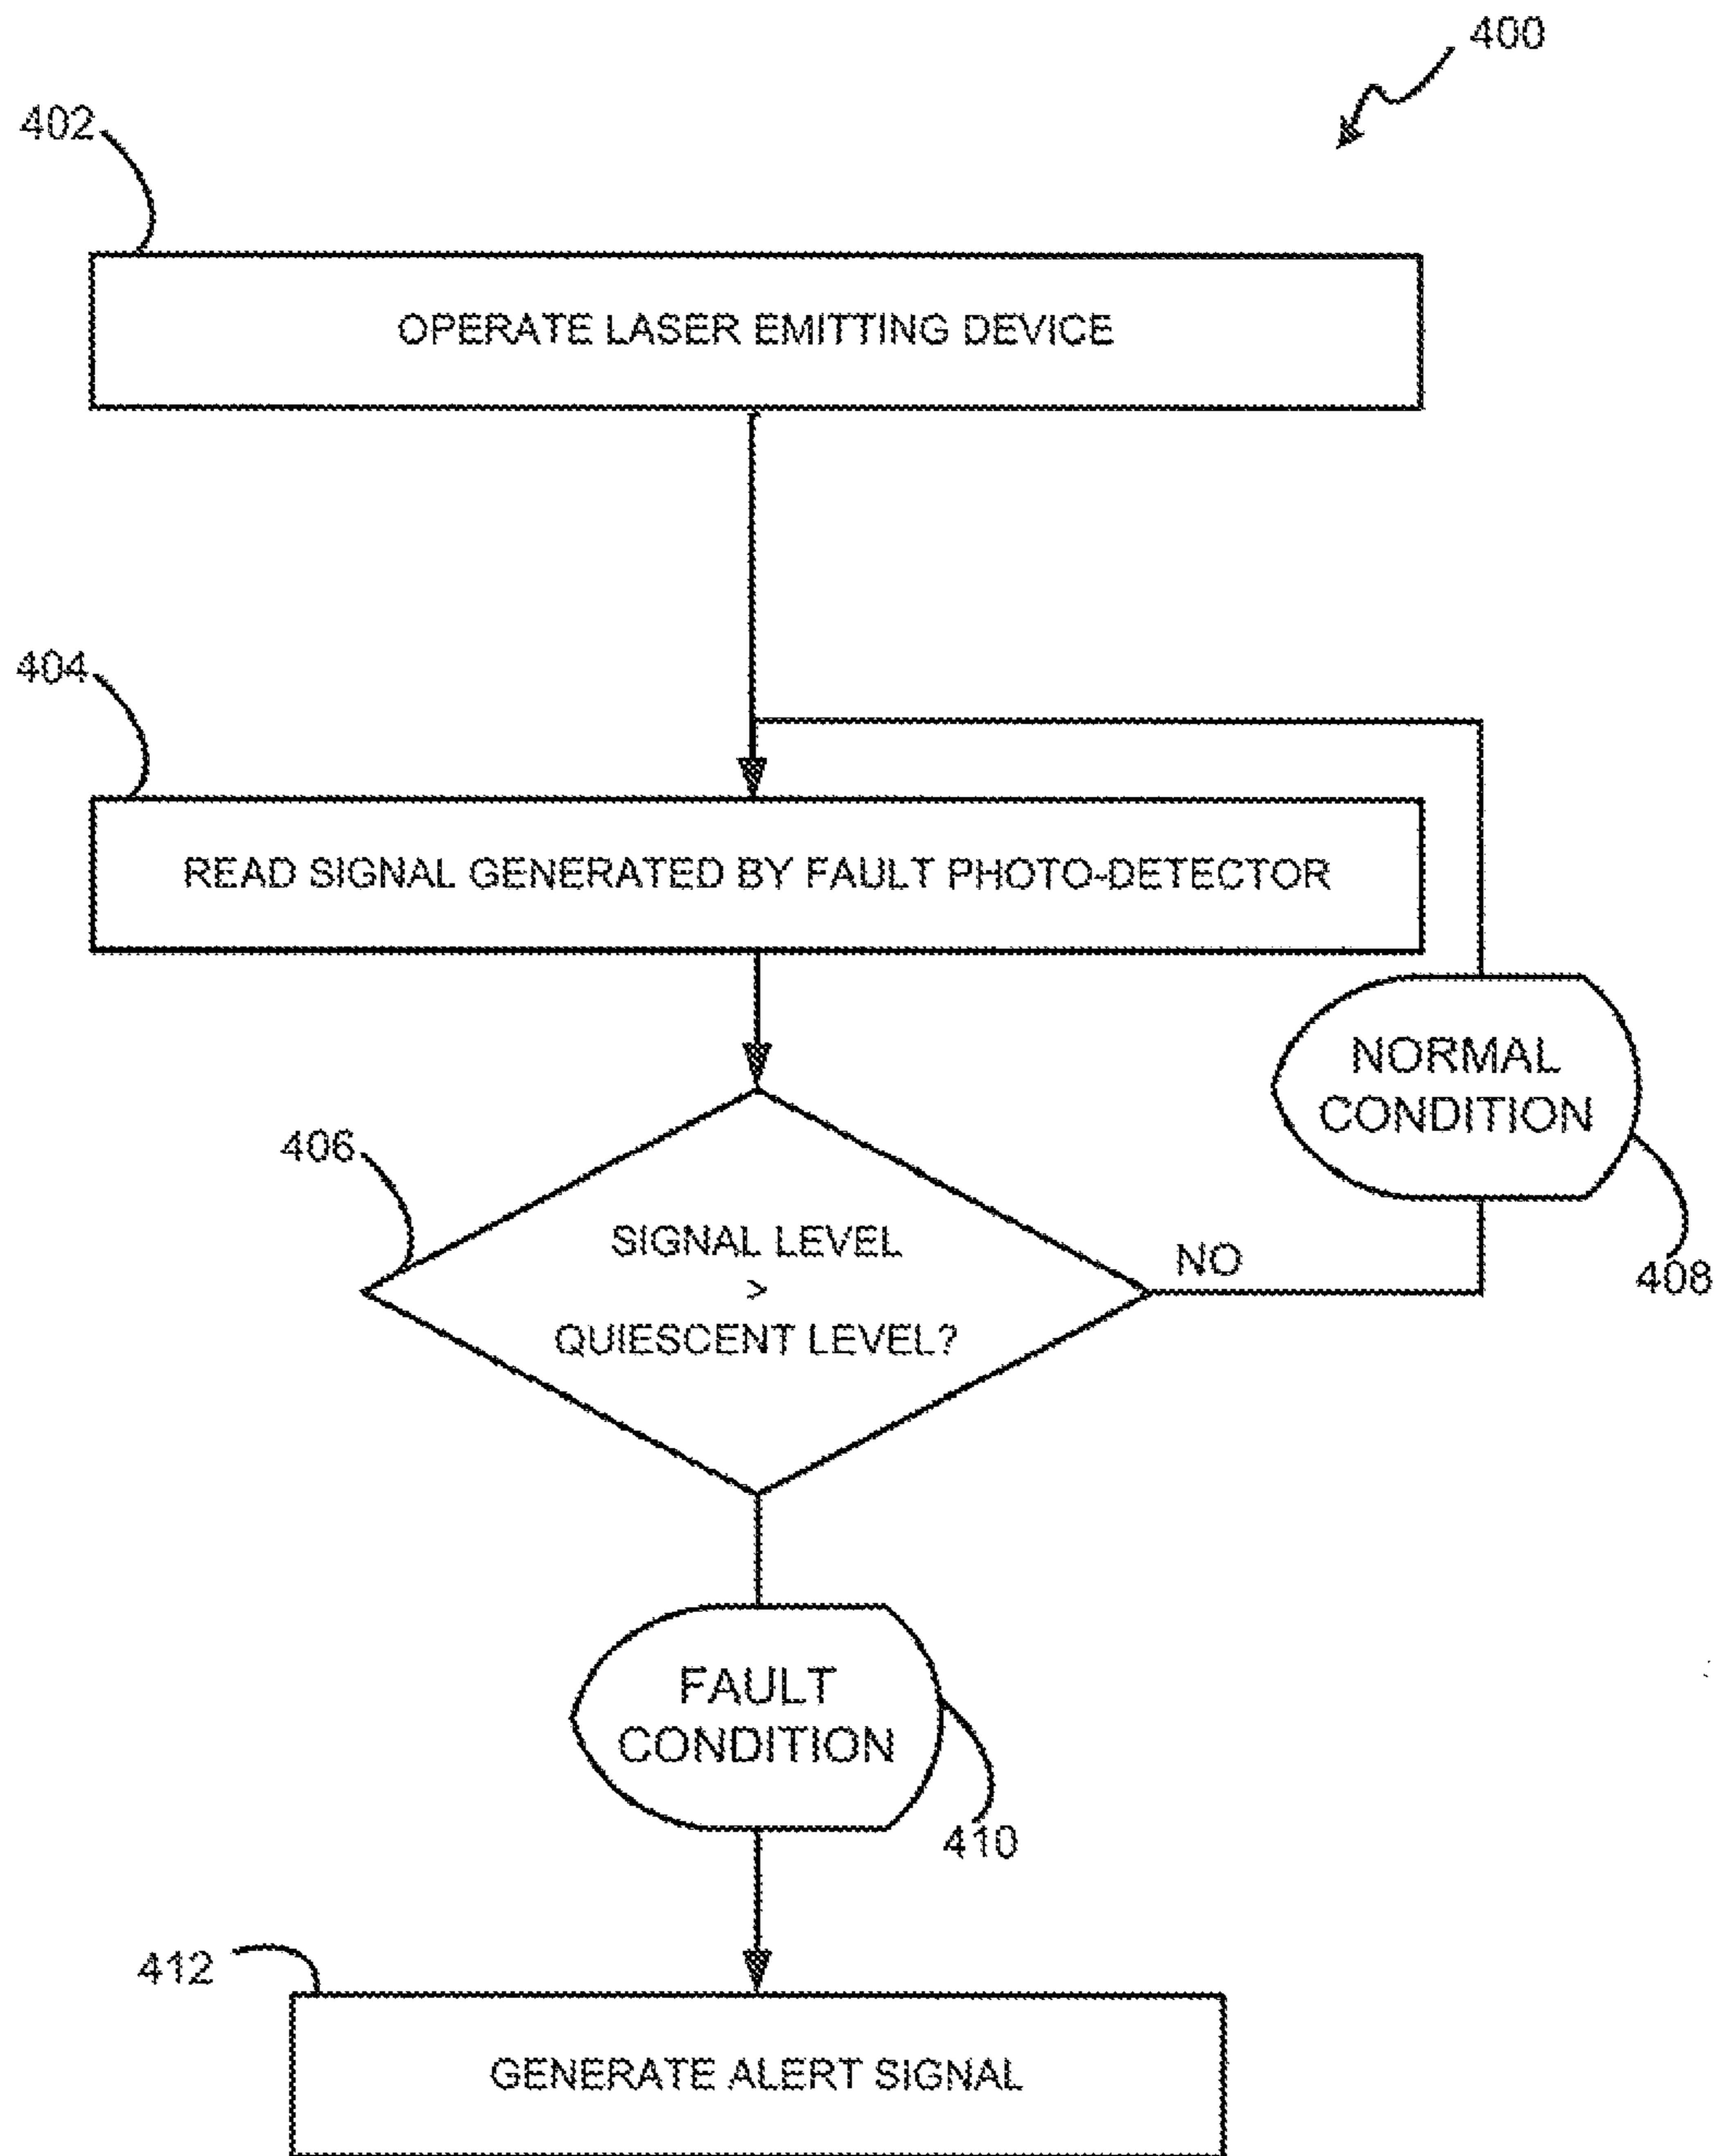 400
402
OPERATE LASER EMITTING DEVICE
404
READ SIGNAL GENERATED BY FAULT PHOTO-DETECTOR
NORMAL
CONDITION
408
406
SIGNAL LEVEL
>
QUIESCENT LEVEL?
NO
FAULT
CONDITION
410
412
GENERATE ALERT SIGNAL